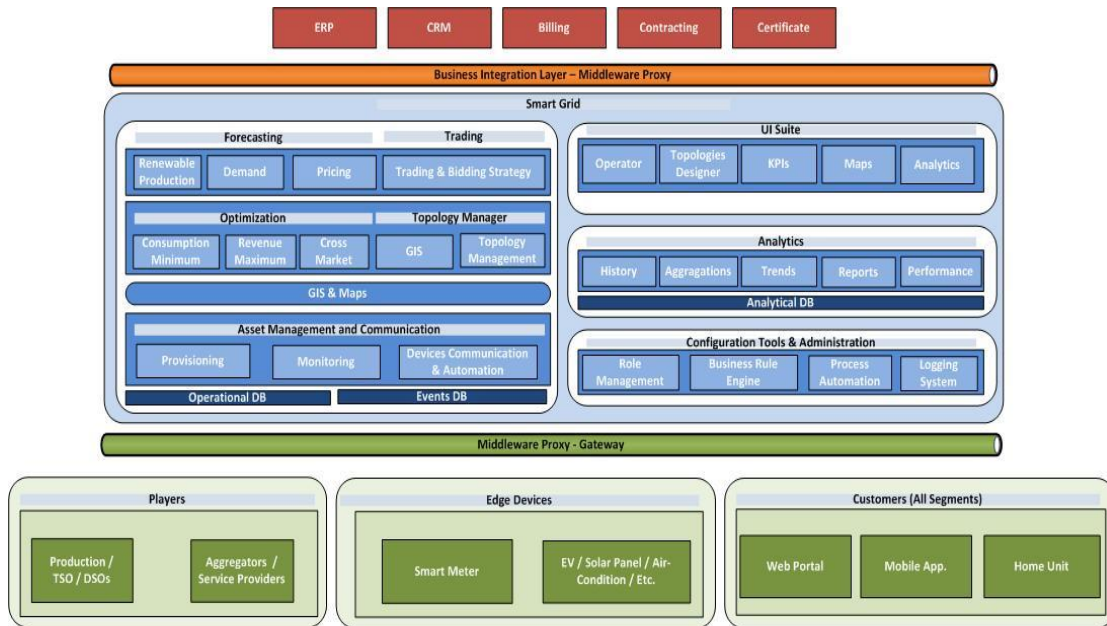 ERP
CRM
Billing
Contracting
Certificate
Business Integration Layer – Middleware Proxy
Smart Grid
Forecasting
Trading
Renewable
Production
Demand
Pricing
Trading & Bidding Strategy
Optimization
Topology Manager
Consumption
Minimum
Revenue
Maximum
Cross
Market
GIS
Topology
Management
GIS & Maps
Asset Management and Communication
Provisioning
Monitoring
Devices Communication
& Automation
Operational DB
Events DB
UI Suite
Operator
Topologies
Designer
KPIs
Maps
Analytics
Analytics
History
Aggragations
Trends
Reports
Performance
Analytical DB
Configuration Tools & Administration
Role
Management
Business Rule
Engine
Process
Automation
Logging
System
Middleware Proxy - Gateway
Players
Production /
TSO / DSOs
Aggregators /
Service Providers
Edge Devices
Smart Meter
EV / Solar Panel / Air-
Condition / Etc.
Customers (All Segments)
Web Portal
Mobile App.
Home Unit